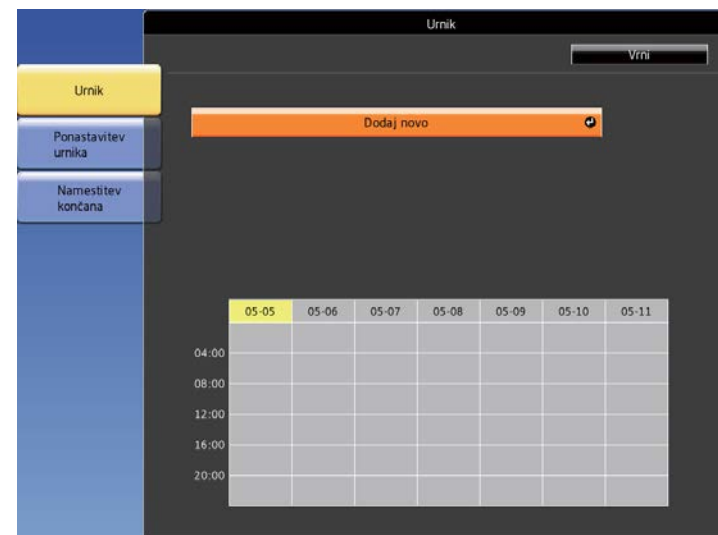 Urnik
Vrni
Urnik
Dodaj novo
Ponastavitev
urnika
Namestitev
končana
05-05 05-06 05-07 05-08 05-09 05-10 05-11
04:00
08:00
12:00
16:00
20:00